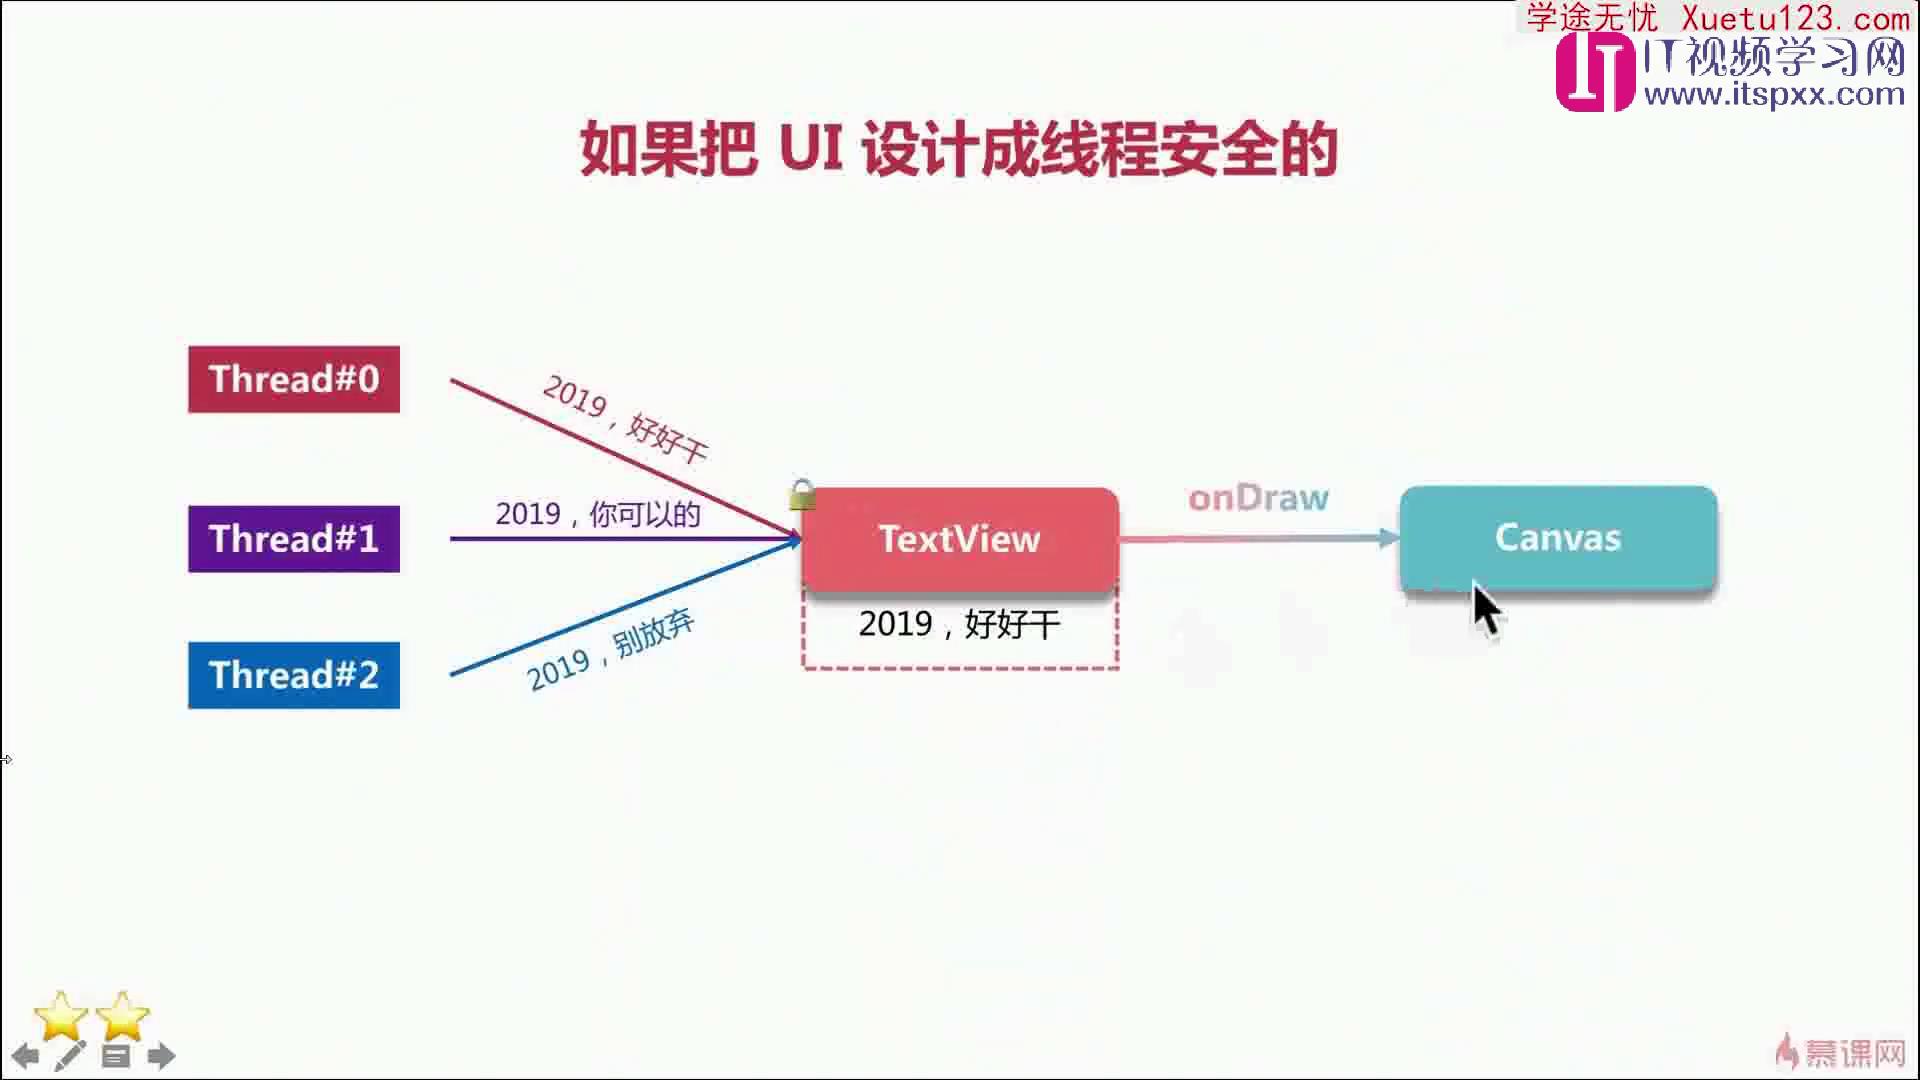 学途无忧 Xuetu123.com
IT视频学习网
www.itspxx.com
如果把 UI 设计成线程安全的
Thread#0
2019，好好干
Thread#1
2019，你可以的
Thread#2
2019，别放弃
TextView
2019，好好干
onDraw
Canvas
慕课网